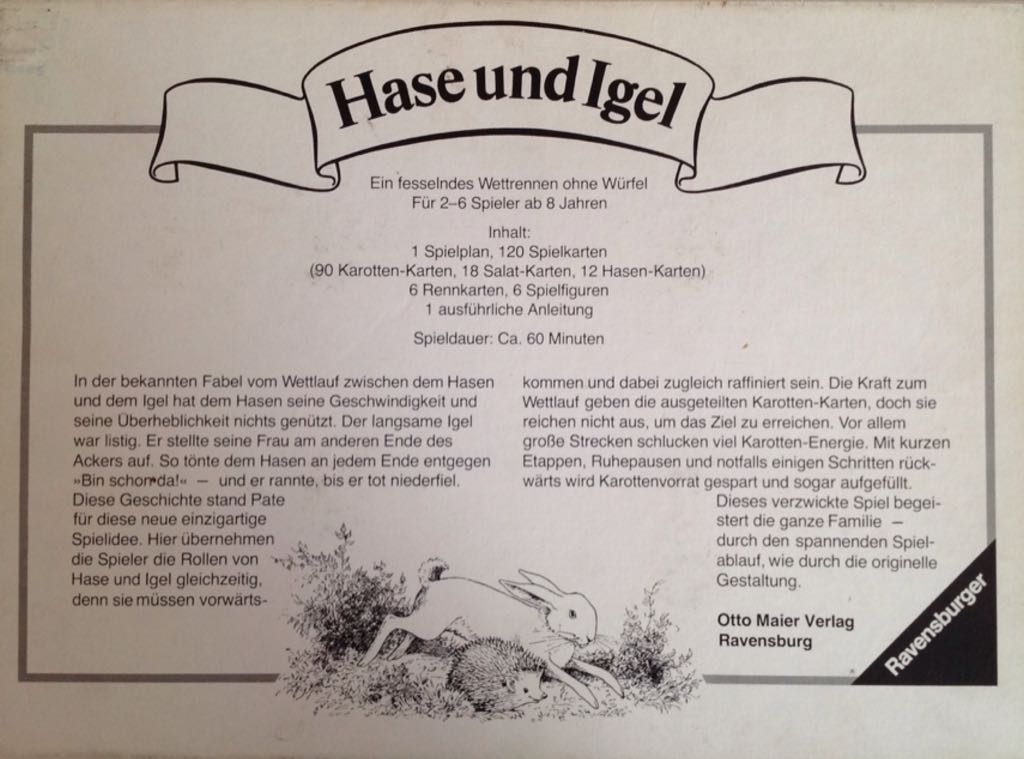 Hase und Igel
Ein fesselndes Wettrennen ohne Würfel
Für 2–6 Spieler ab 8 Jahren
Inhalt:
1 Spielplan, 120 Spielkarten
(90 Karotten-Karten, 18 Salat-Karten, 12 Hasen-Karten)
6 Rennkarten, 6 Spielfiguren
1 ausführliche Anleitung
Spieldauer: Ca. 60 Minuten
In der bekannten Fabel vom Wettlauf zwischen dem Hasen
und dem Igel hat dem Hasen seine Geschwindigkeit und
seine Überheblichkeit nichts genützt. Der langsame Igel
war listig. Er stellte seine Frau am anderen Ende des
Ackers auf. So tönte dem Hasen an jedem Ende entgegen
»Bin schon da!« — und er rannte, bis er tot niederfiel.
Diese Geschichte stand Pate
für diese neue einzigartige
Spielidee. Hier übernehmen
die Spieler die Rollen von
Hase und Igel gleichzeitig,
denn sie müssen vorwärts-
kommen und dabei zugleich raffiniert sein. Die Kraft zum
Wettlauf geben die ausgeteilten Karotten-Karten, doch sie
reichen nicht aus, um das Ziel zu erreichen. Vor allem
große Strecken schlucken viel Karotten-Energie. Mit kurzen
Etappen, Ruhepausen und notfalls einigen Schritten rück-
wärts wird Karottenvorrat gespart und sogar aufgefüllt.
Dieses verzwickte Spiel begei-
stert die ganze Familie —
durch den spannenden Spiel-
ablauf, wie durch die originelle
Gestaltung.
Otto Maier Verlag
Ravensburg
Ravensburger